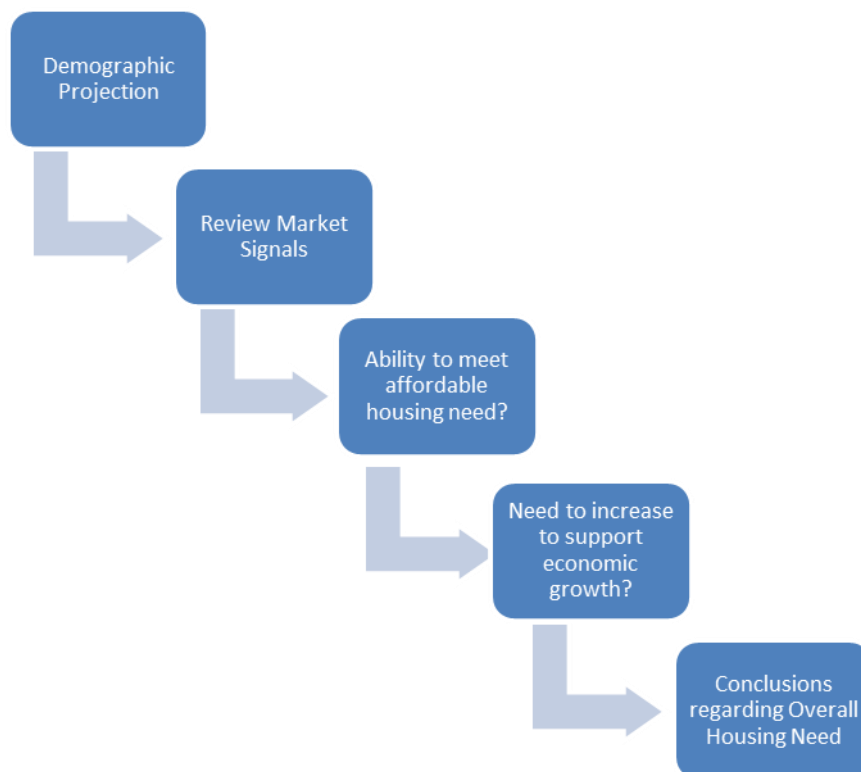 Demographic
Projection
Review Market
Signals
Ability to meet
affordable
housing need?
Need to increase
to support
economic
growth?
Conclusions
regarding Overall
Housing Need